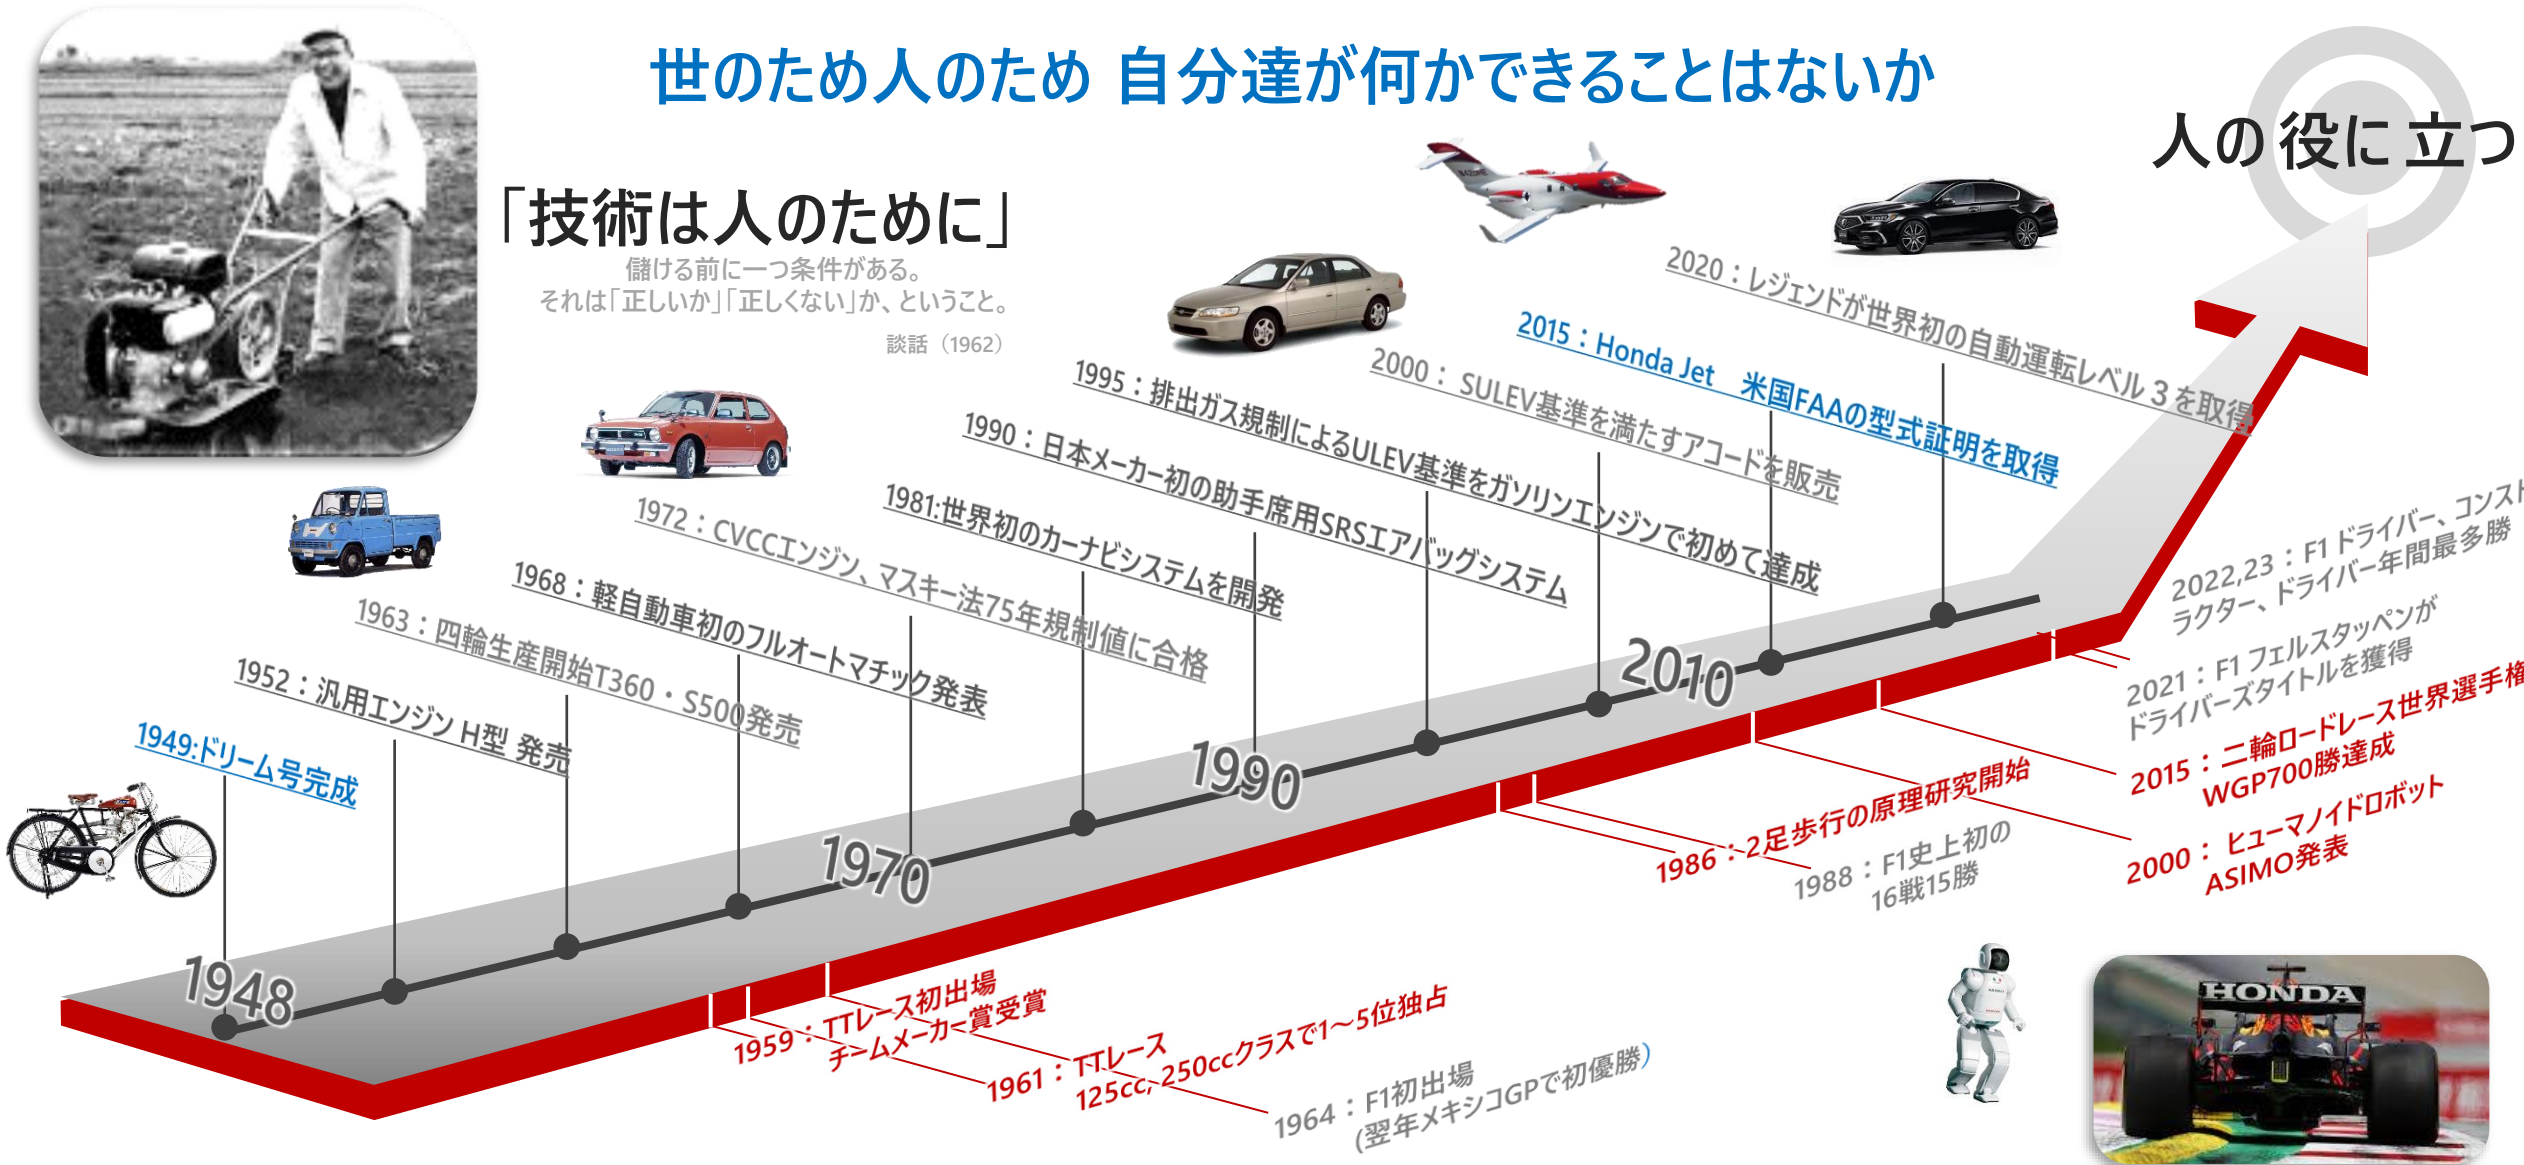 世のため人のため 自分達が何かできることはないか
人の役に立つ
「技術は人のために」
儲ける前に一つ条件がある。
それは「正しいか」「正しくない」か、ということ。
談話（1962）
1949:ドリーム号完成
1952：汎用エンジン H型 発売
1963：四輪生産開始T360・S500発売
1968：軽自動車初のフルオートマチック発表
1972：CVCCエンジン、マスキー法75年規制値に合格
1981:世界初のカーナビシステムを開発
1990：日本メーカー初の助手席用SRSエアバッグシステム
1995：排出ガス規制によるULEV基準をガソリンエンジンで初めて達成
2000： SULEV基準を満たすアコードを販売
2015：Honda Jet　米国FAAの型式証明を取得
2020：レジェンドが世界初の自動運転レベル３を取得
1948
1970
1990
2010
1959：TTレース初出場
チームメーカー賞受賞
1961：TTレース
125cc, 250ccクラスで1～5位独占
1964：F1初出場
(翌年メキシコGPで初優勝）
1986：2足歩行の原理研究開始
1988：F1史上初の
16戦15勝
2000： ヒューマノイドロボット
ASIMO発表
2015：二輪ロードレース世界選手権
WGP700勝達成
2021：F1 フェルスタッペンが
ドライバーズタイトルを獲得
2022,23：F1 ドライバー、コンスト
ラクター、ドライバー年間最多勝
HONDA